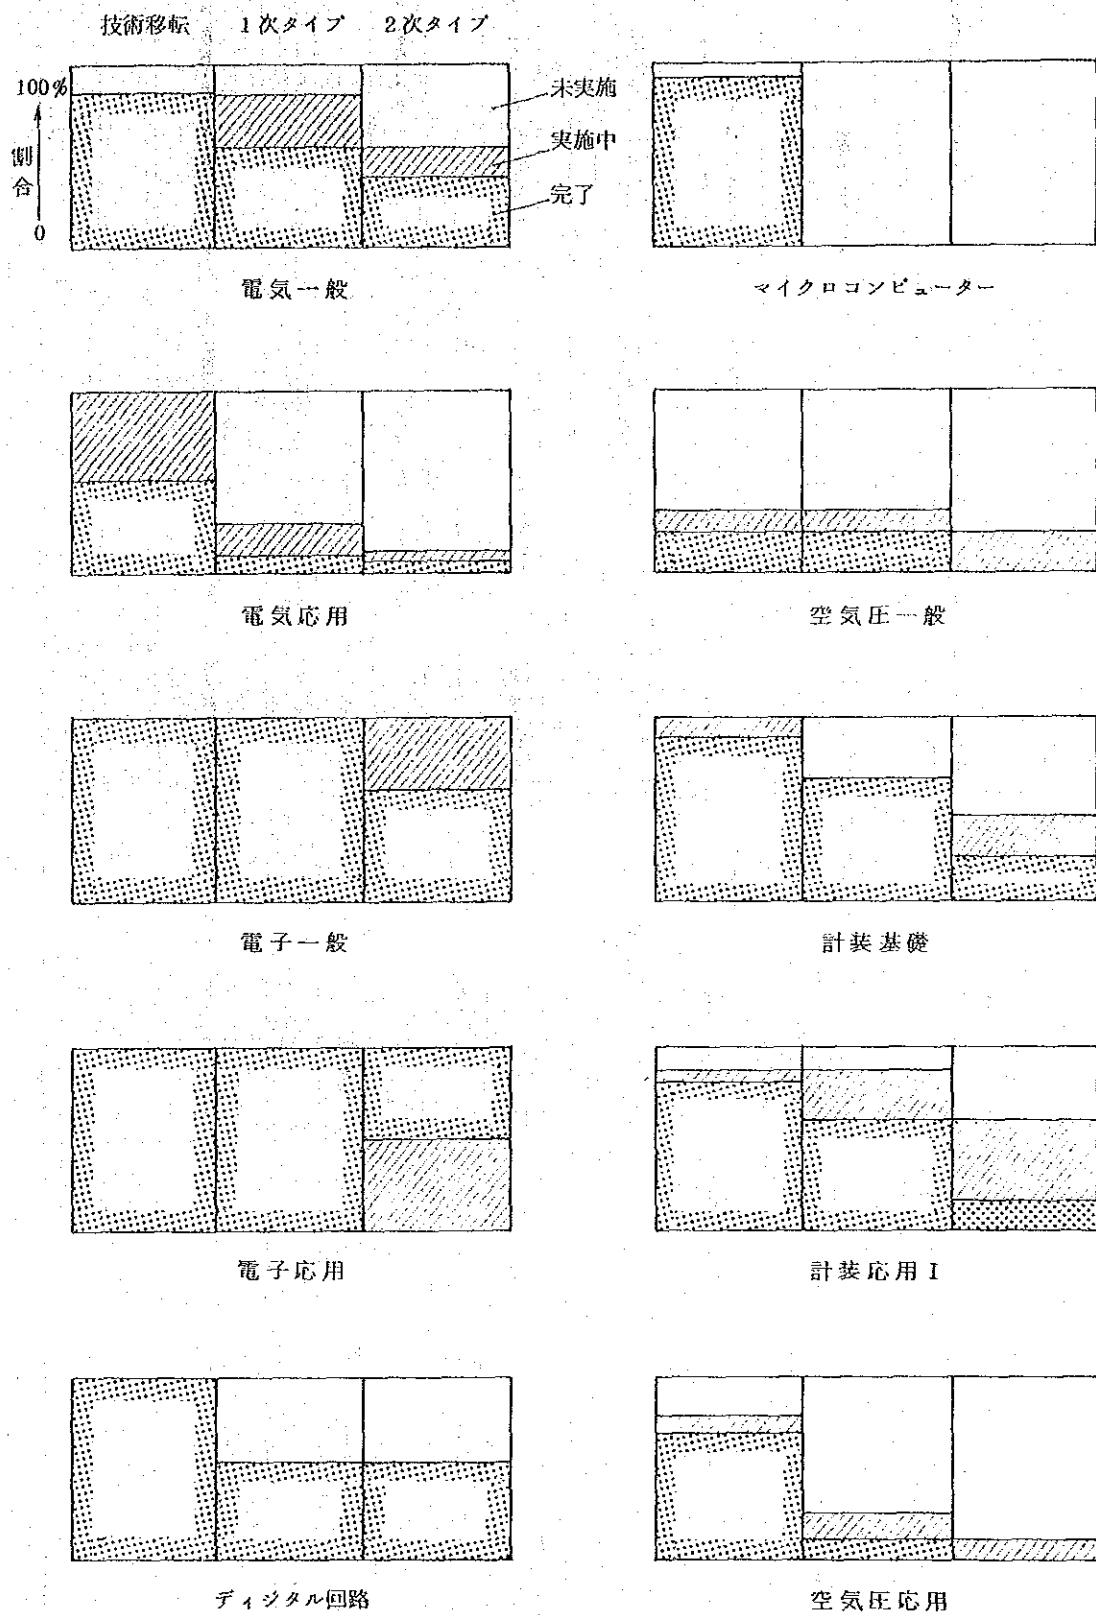 技術移転 1次タイプ 2次タイプ
100%
割合
0
未実施
実施中
完了
電気一般
マイクロコンピューター
電気応用
空気圧一般
電子一般
計装基礎
電子応用
計装応用I
ディジタル回路
空気圧応用